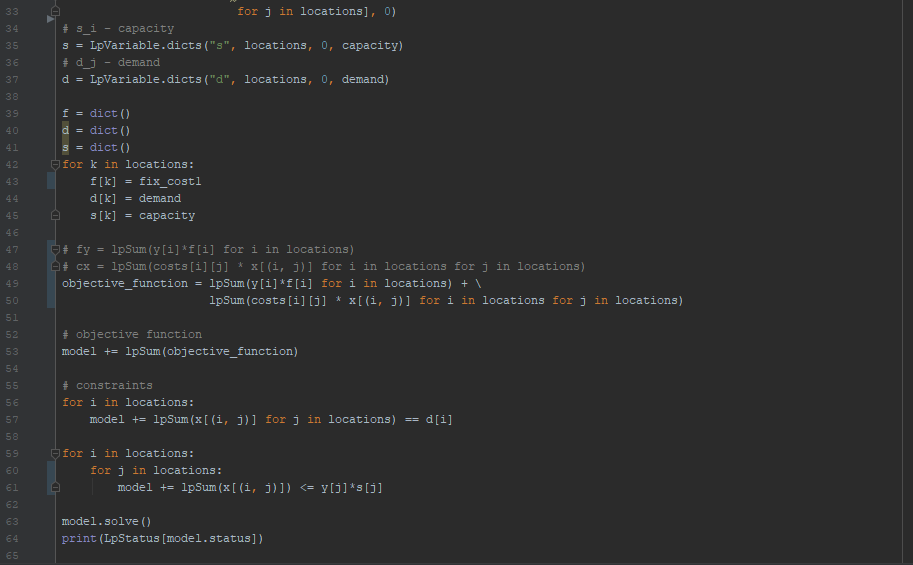 33 for j in locations], 0)
34 # s_i - capacity
35 s = LpVariable.dicts("s", locations, 0, capacity)
36 # d_j - demand
37 d = LpVariable.dicts("d", locations, 0, demand)
38
39 f = dict()
40 d = dict()
41 s = dict()
42 for k in locations:
43 f[k] = fix_cost1
44 d[k] = demand
45 s[k] = capacity
46
47 # fy = lpSum(y[i]*f[i] for i in locations)
48 # cx = lpSum(costs[i][j] * x[(i, j)] for i in locations for j in locations)
49 objective_function = lpSum(y[i]*f[i] for i in locations) + \
50 lpSum(costs[i][j] * x[(i, j)] for i in locations for j in locations)
51
52 # objective function
53 model += lpSum(objective_function)
54
55 # constraints
56 for i in locations:
57 model += lpSum(x[(i, j)] for j in locations) == d[i]
58
59 for i in locations:
60 for j in locations:
61 model += lpSum(x[(i, j)]) <= y[j]*s[j]
62
63 model.solve()
64 print(LpStatus[model.status])
65